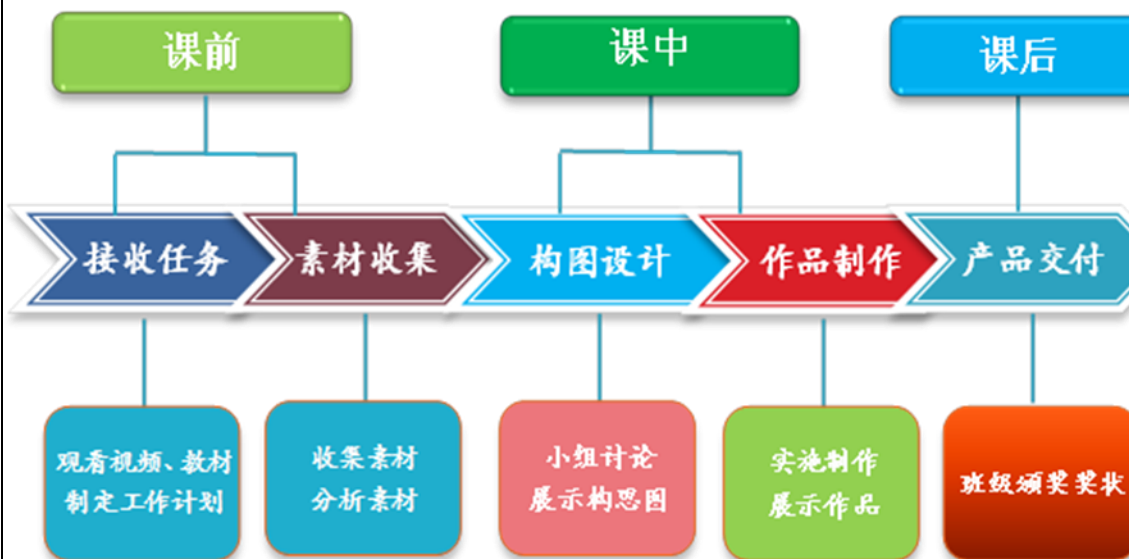 课前
课中
课后
接收任务
素材收集
构图设计
作品制作
产品交付
观看视频、教材
制定工作计划
收集素材
分析素材
小组讨论
展示构思图
实施制作
展示作品
班级颁奖奖状